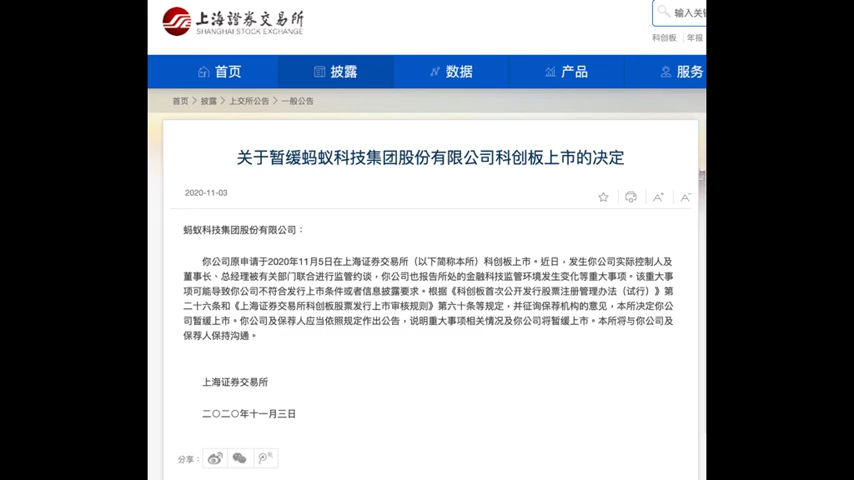 上海證券交易所
SHANGHAI STOCK EXCHANGE
输入关键
科创板 | 年报
首页
披露
数据
产品
服务
首页 > 披露 > 上交所公告 > 一般公告
关于暂缓蚂蚁科技集团股份有限公司科创板上市的决定
2020-11-03
蚂蚁科技集团股份有限公司：
你公司原申请于2020年11月5日在上海证券交易所（以下简称本所）科创板上市。近日，发生你公司实际控制人及
董事长、总经理被有关部门联合进行监管约谈，你公司也报告所处的金融科技监管环境发生变化等重大事项。该重大事
项可能导致你公司不符合发行上市条件或者信息披露要求。根据《科创板首次公开发行股票注册管理办法（试行）》第
二十六条和《上海证券交易所科创板股票发行上市审核规则》第六十条等规定，并征询保荐机构的意见，本所决定你公
司暂缓上市。你公司及保荐人应当依照规定作出公告，说明重大事项相关情况及你公司将暂缓上市。本所将与你公司及
保荐人保持沟通。
上海证券交易所
二〇二〇年十一月三日
分享：